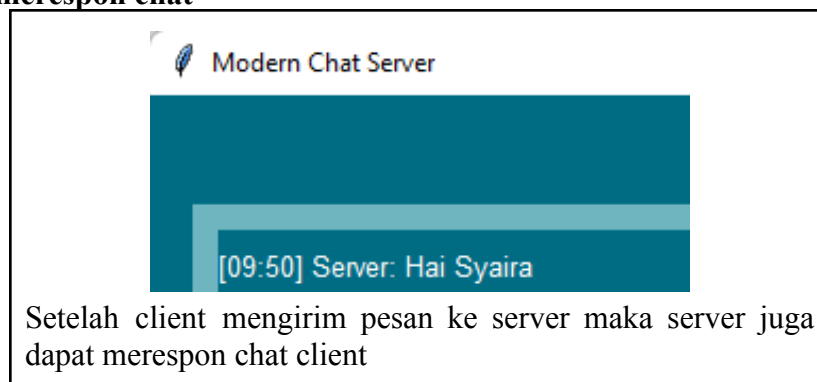 merespon chat
Modern Chat Server
[09:50] Server: Hai Syaira
Setelah client mengirim pesan ke server maka server juga
dapat merespon chat client